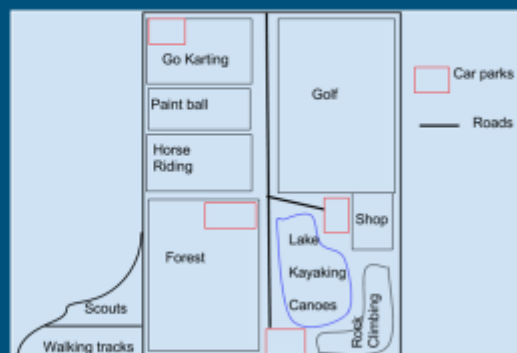 Go Karting
Golf
Car parks
Paint ball
Roads
Horse
Riding
Shop
Lake
Forest
Kayaking
Canoes
Rokk
Climbing
Scouts
Walking tracks